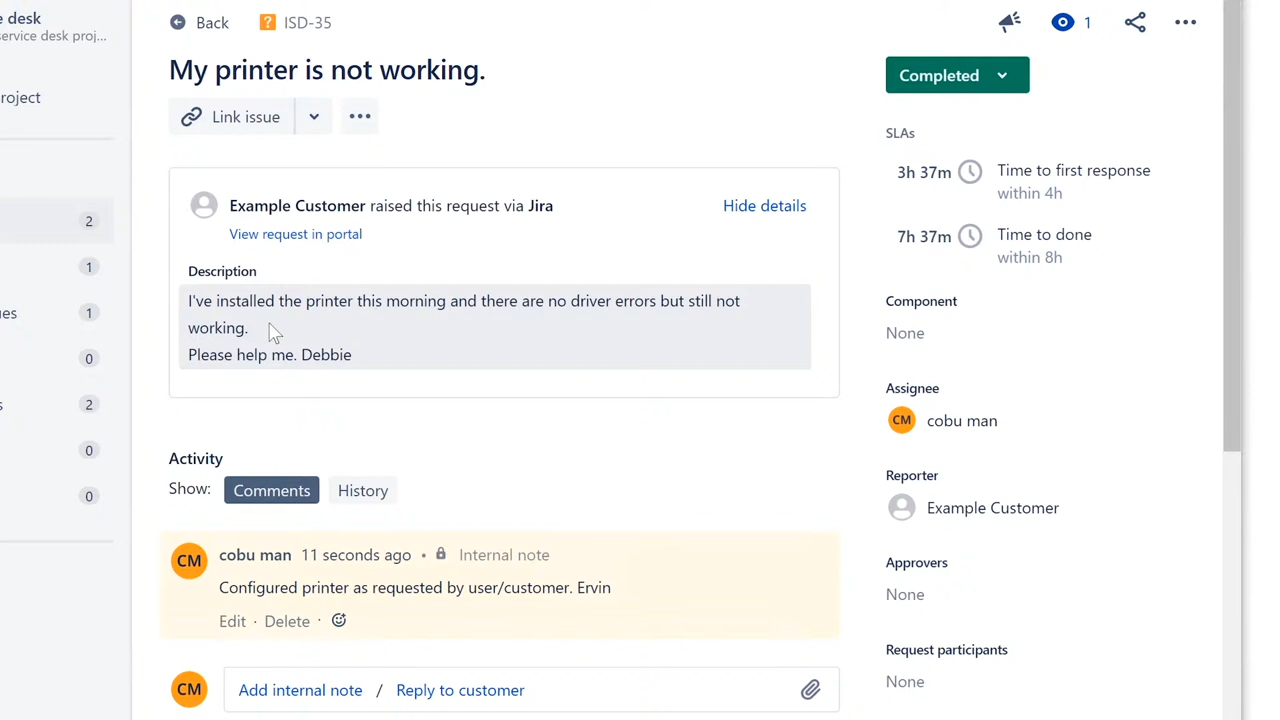 e desk
service desk proj...
roject
2
1
ues
1
0
s
2
0
0
Back
? ISD-35
1
My printer is not working.
Link issue
Example Customer raised this request via Jira
Hide details
View request in portal
Description
I've installed the printer this morning and there are no driver errors but still not
working.
Please help me. Debbie
Activity
Show: Comments History
CM
cobu man 11 seconds ago • Internal note
Configured printer as requested by user/customer. Ervin
Edit · Delete ·
CM
Add internal note / Reply to customer
Completed
SLAs
3h 37m Time to first response
within 4h
7h 37m Time to done
within 8h
Component
None
Assignee
CM cobu man
Reporter
Example Customer
Approvers
None
Request participants
None